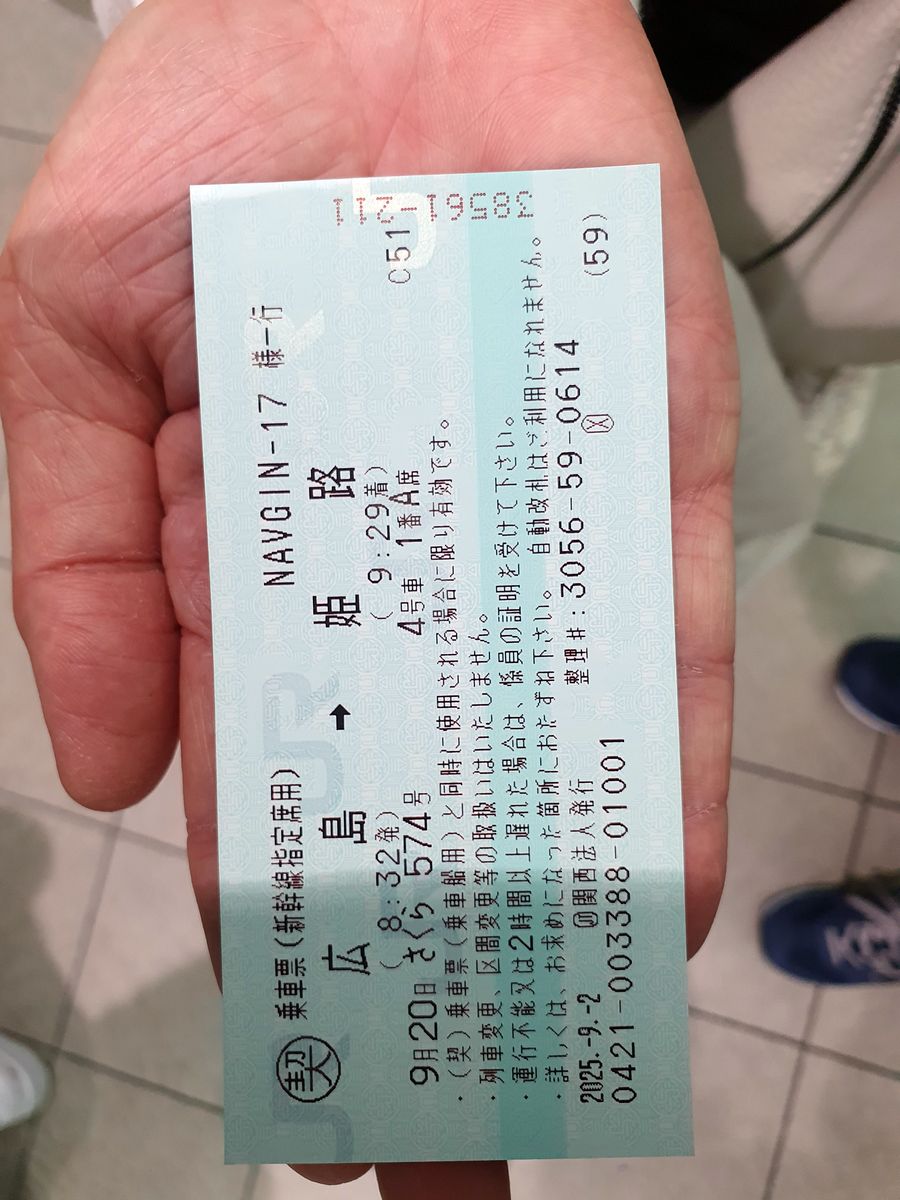 38561-211
契 乗車票(新幹線指定席用) NAVGIN-17 様一行
広島 → 姫路
(8:32発) (9:29着) C51
9月20日 さくら 574号 4号車 1番A席
・(契)乗車票(乗車船用)と同時に使用される場合に限り有効です。
・列車変更、区間変更等の取扱いはいたしません。
・運行不能又は2時間以上遅れた場合は、係員の証明を受けて下さい。
・詳しくは、お求めになった箇所におたずね下さい。 自動改札はご利用になれません。
2025.-9.-2 関西法人発行 整理#:3056-59-0614 (59)
0421-003388-01001
JR